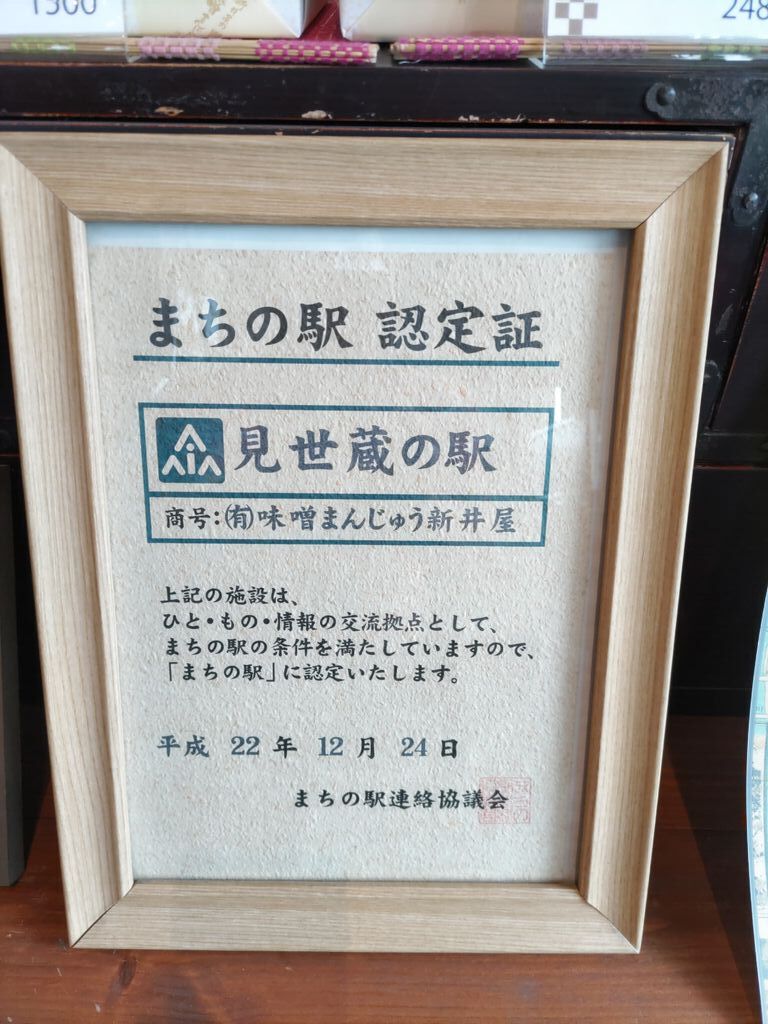 1300
248
まちの駅 認定証
見世蔵の駅
商号:㈲味噌まんじゅう新井屋
上記の施設は、
ひと・もの・情報の交流拠点として、
まちの駅の条件を満たしていますので、
「まちの駅」に認定いたします。
平成 22 年 12 月 24 日
まちの駅連絡協議会